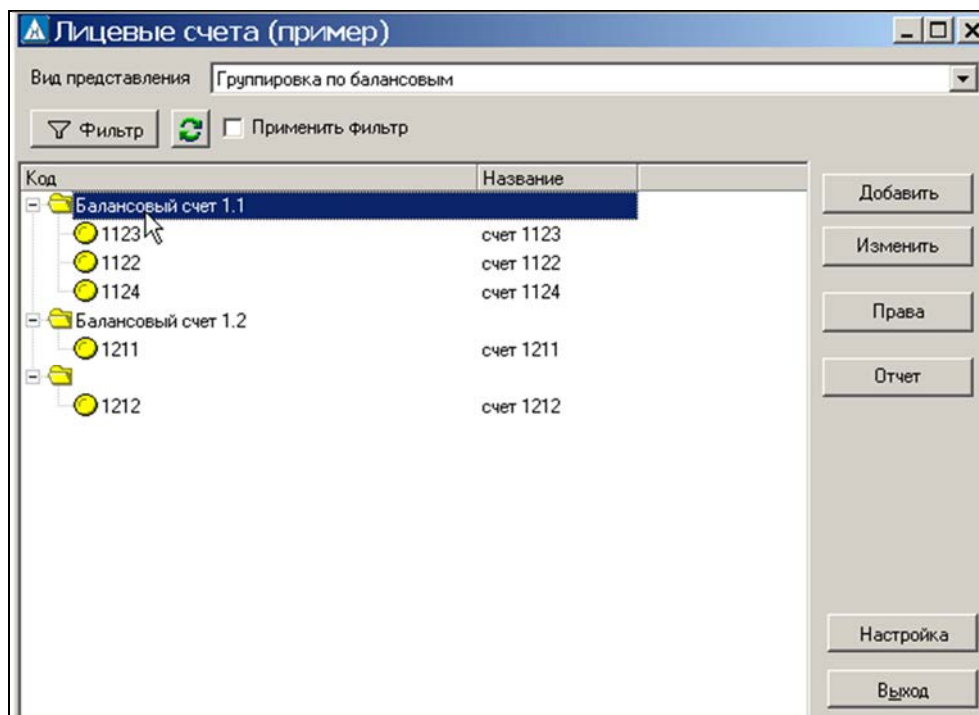 Лицевые счета (пример)
Вид представления Группировка по балансовым
Фильтр Применить фильтр
Код Название
Балансовый счет 1.1
1123 счет 1123
1122 счет 1122
1124 счет 1124
Балансовый счет 1.2
1211 счет 1211
1212 счет 1212
Добавить
Изменить
Права
Отчет
Настройка
Выход